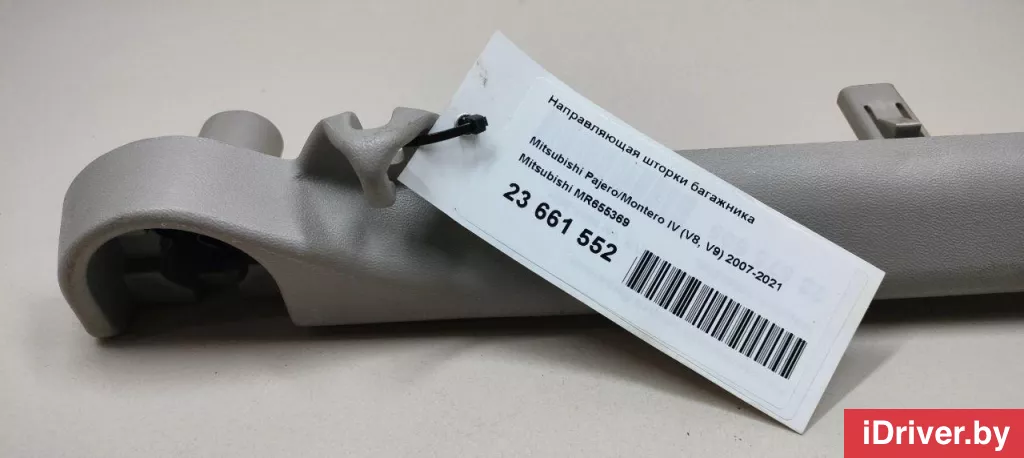 Направляющая шторки багажника
Mitsubishi Pajero/Montero IV (V8, V9) 2007-2021
Mitsubishi MR655369
23 661 552
iDriver.by